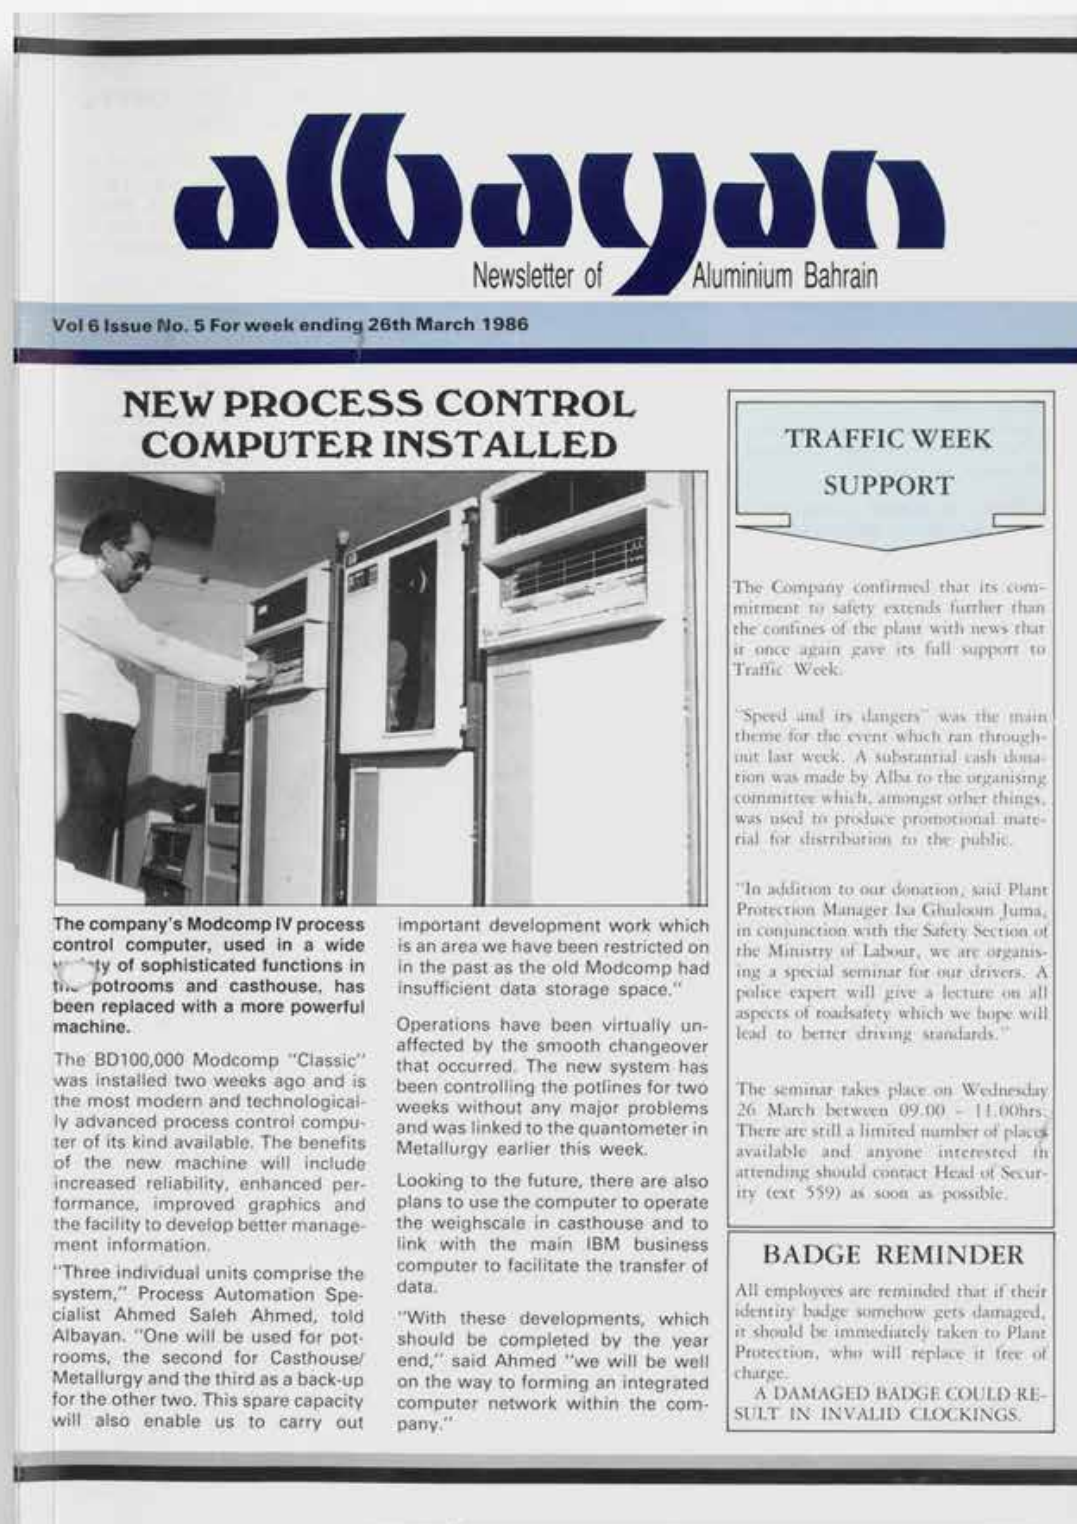 albayan
Newsletter of Aluminium Bahrain
Vol 6 Issue No. 5 For week ending 26th March 1986
NEW PROCESS CONTROL
COMPUTER INSTALLED
The company's Modcomp IV process
control computer, used in a wide
variety of sophisticated functions in
the potrooms and casthouse, has
been replaced with a more powerful
machine.
The BD100,000 Modcomp "Classic"
was installed two weeks ago and is
the most modern and technological-
ly advanced process control compu-
ter of its kind available. The benefits
of the new machine will include
increased reliability, enhanced per-
formance, improved graphics and
the facility to develop better manage-
ment information.
"Three individual units comprise the
system," Process Automation Spe-
cialist Ahmed Saleh Ahmed, told
Albayan. "One will be used for pot-
rooms, the second for Casthouse/
Metallurgy and the third as a back-up
for the other two. This spare capacity
will also enable us to carry out
important development work which
is an area we have been restricted on
in the past as the old Modcomp had
insufficient data storage space."
Operations have been virtually un-
affected by the smooth changeover
that occurred. The new system has
been controlling the potlines for two
weeks without any major problems
and was linked to the quantometer in
Metallurgy earlier this week.
Looking to the future, there are also
plans to use the computer to operate
the weighscale in casthouse and to
link with the main IBM business
computer to facilitate the transfer of
data.
"With these developments, which
should be completed by the year
end," said Ahmed "we will be well
on the way to forming an integrated
computer network within the com-
pany."
TRAFFIC WEEK
SUPPORT
The Company confirmed that its com-
mitment to safety extends further than
the confines of the plant with news that
it once again gave its full support to
Traffic Week.
"Speed and its dangers" was the main
theme for the event which ran through-
out last week. A substantial cash dona-
tion was made by Alba to the organising
committee which, amongst other things,
was used to produce promotional mate-
rial for distribution to the public.
"In addition to our donation, said Plant
Protection Manager Isa Ghuloom Juma,
in conjunction with the Safety Section of
the Ministry of Labour, we are organis-
ing a special seminar for our drivers. A
police expert will give a lecture on all
aspects of roadsafety which we hope will
lead to better driving standards."
The seminar takes place on Wednesday
26 March between 09.00 - 11.00hrs.
There are still a limited number of places
available and anyone interested in
attending should contact Head of Secur-
ity (ext 559) as soon as possible.
BADGE REMINDER
All employees are reminded that if their
identity badge somehow gets damaged,
it should be immediately taken to Plant
Protection, who will replace it free of
charge.
A DAMAGED BADGE COULD RE-
SULT IN INVALID CLOCKINGS.